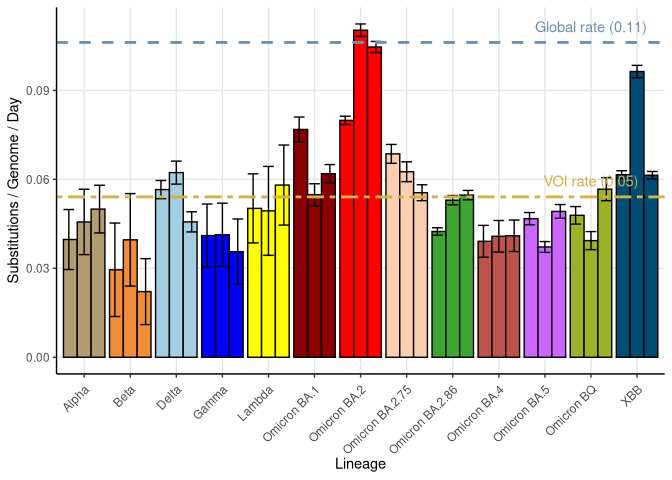 Global rate (0.11)
VOI rate (0.05)
Substitutions / Genome / Day
0.09
0.06
0.03
0.00
Alpha
Beta
Delta
Gamma
Lambda
Omicron BA.1
Omicron BA.2
Omicron BA.2.75
Omicron BA.2.86
Omicron BA.4
Omicron BA.5
Omicron BQ
XBB
Lineage